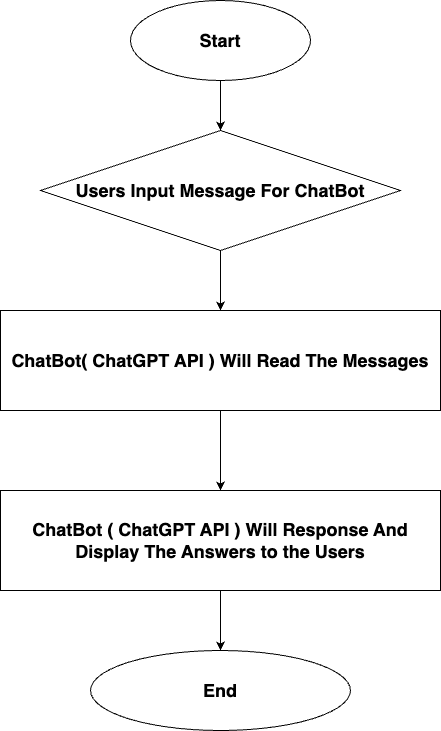 Start
Users Input Message For ChatBot
ChatBot( ChatGPT API ) Will Read The Messages
ChatBot ( ChatGPT API ) Will Response And
Display The Answers to the Users
End